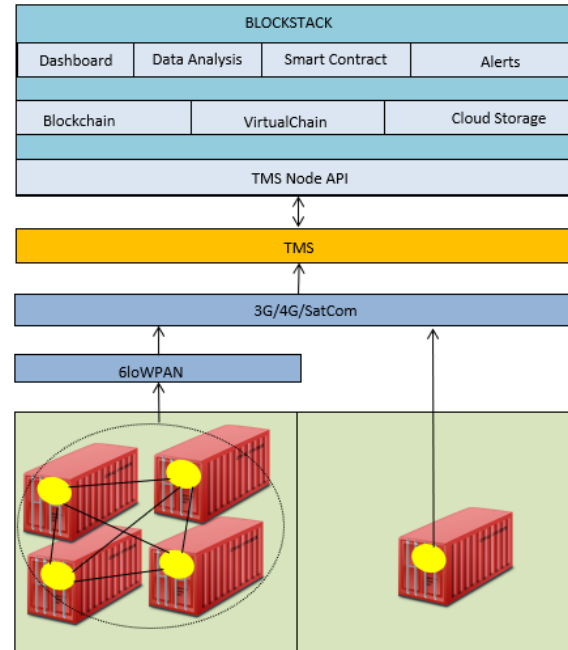 BLOCKSTACK
Dashboard
Data Analysis
Smart Contract
Alerts
Blockchain
VirtualChain
Cloud Storage
TMS Node API
TMS
3G/4G/SatCom
6loWPAN